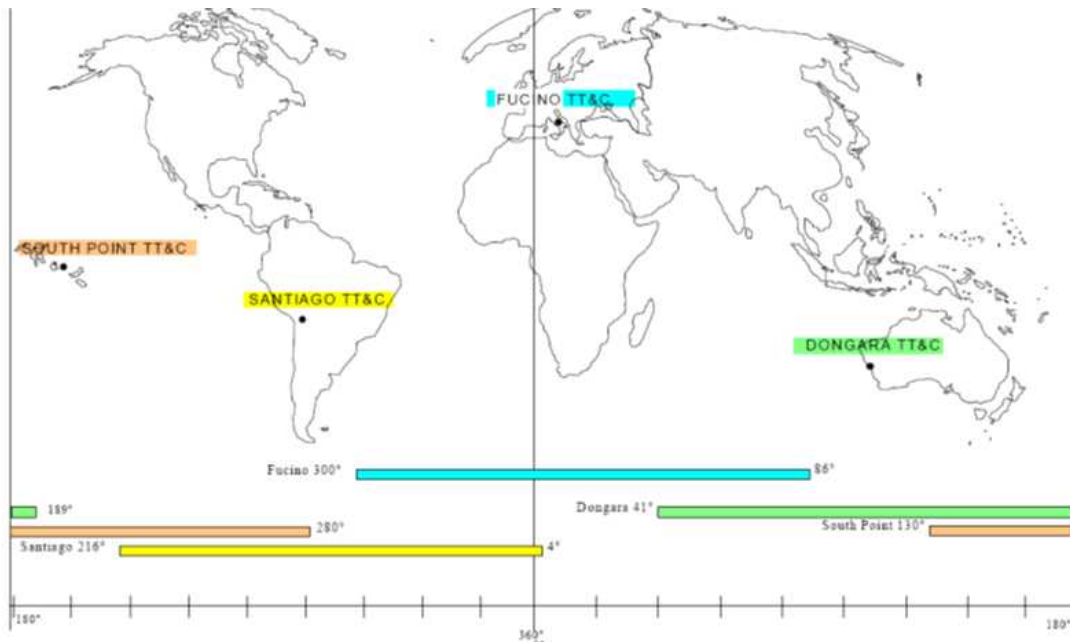 FUCINO TT&C
SOUTH POINT TT&C
SANTIAGO TT&C
DONGARA TT&C
Fucino 300°
86°
189°
Dongara 41°
280°
South Point 130°
Santiago 216°
4°
180°
360°
180°